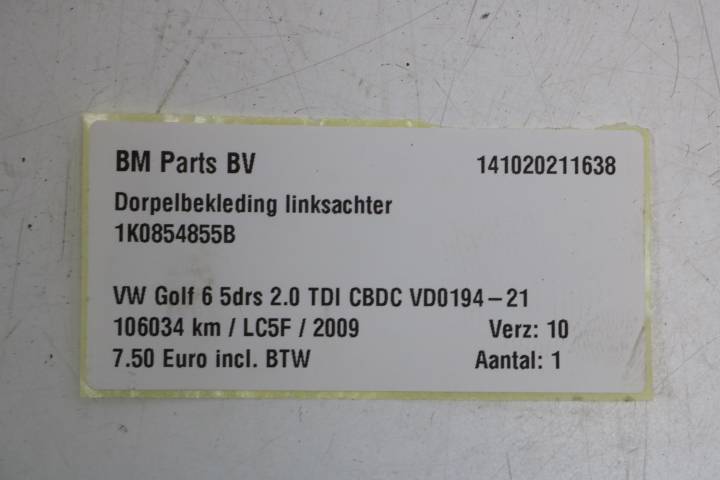 BM Parts BV 141020211638
Dorpelbekleding linksachter
1K0854855B
VW Golf 6 5drs 2.0 TDI CBDC VD0194-21
106034 km / LC5F / 2009 Verz: 10
7.50 Euro incl. BTW Aantal: 1